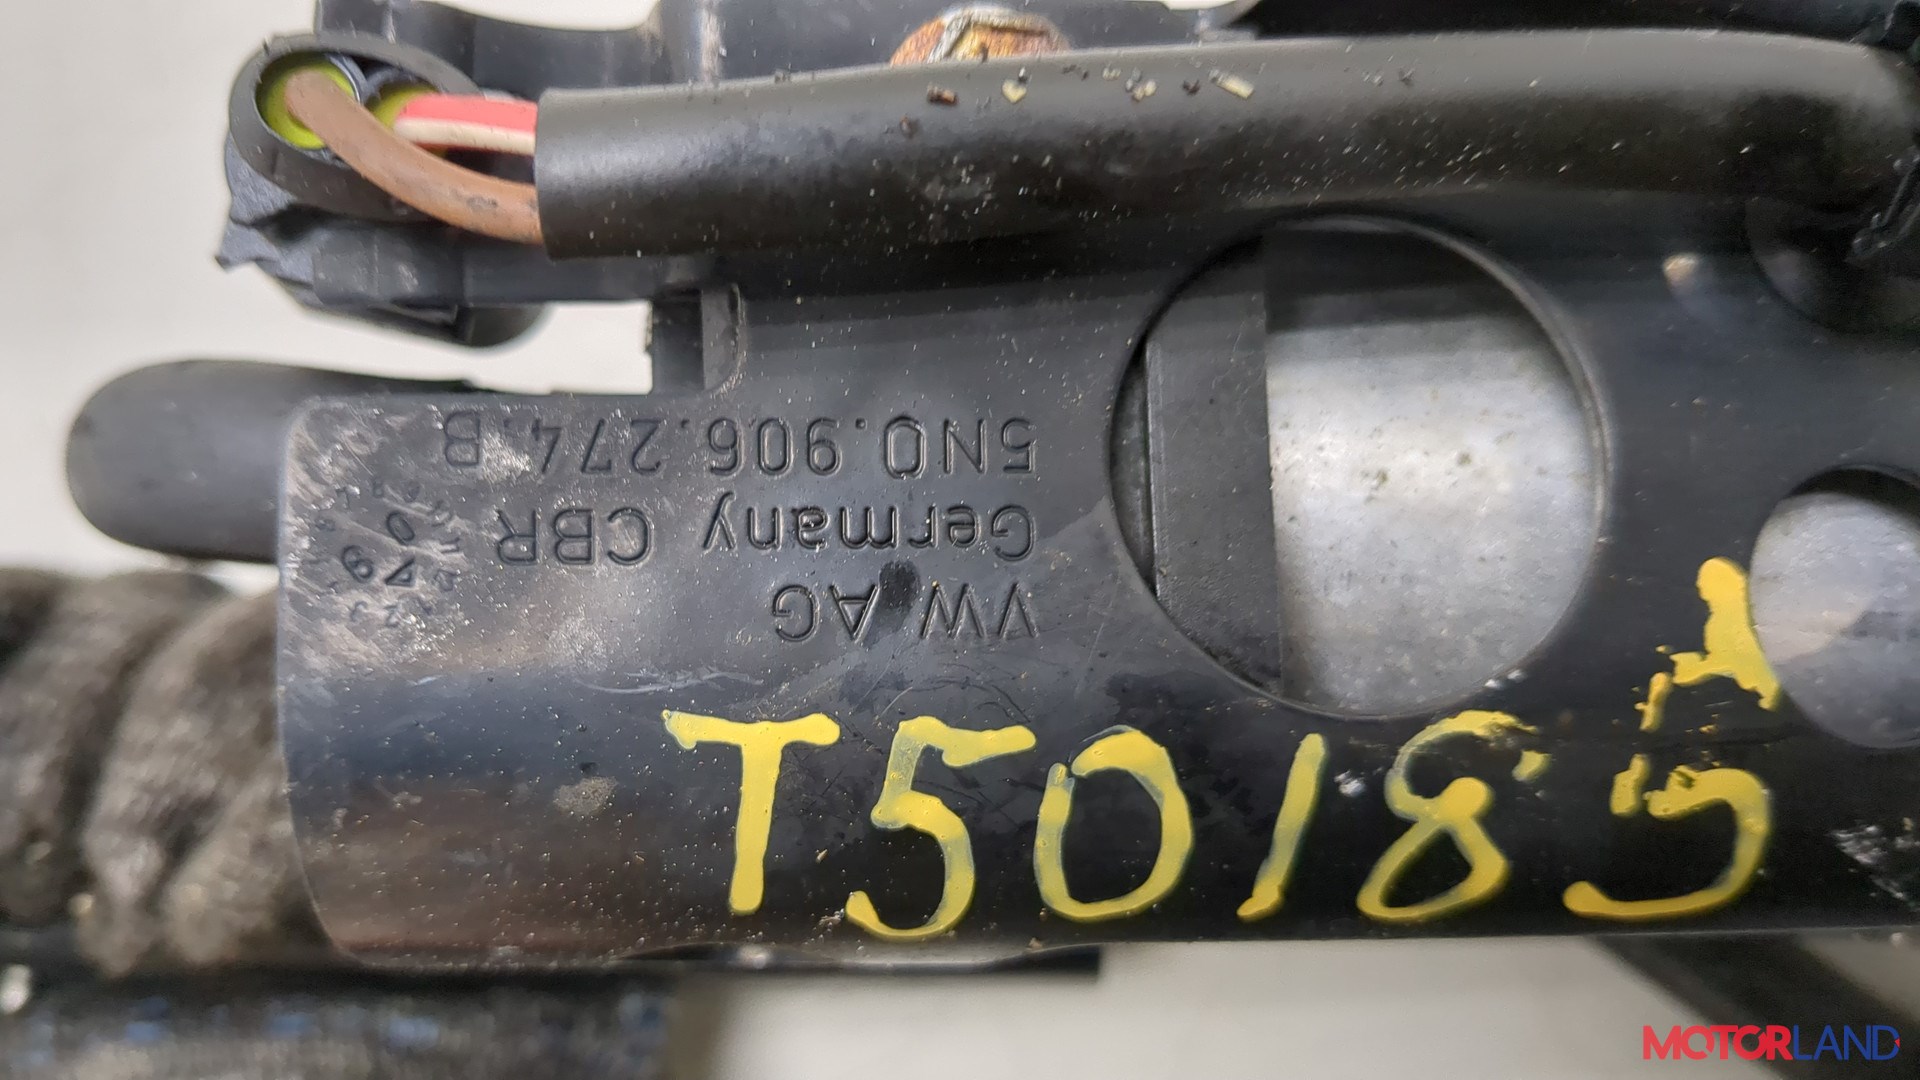 VW AG
Germany CBR
5N0.906.274.B
T50185
MOTORLAND